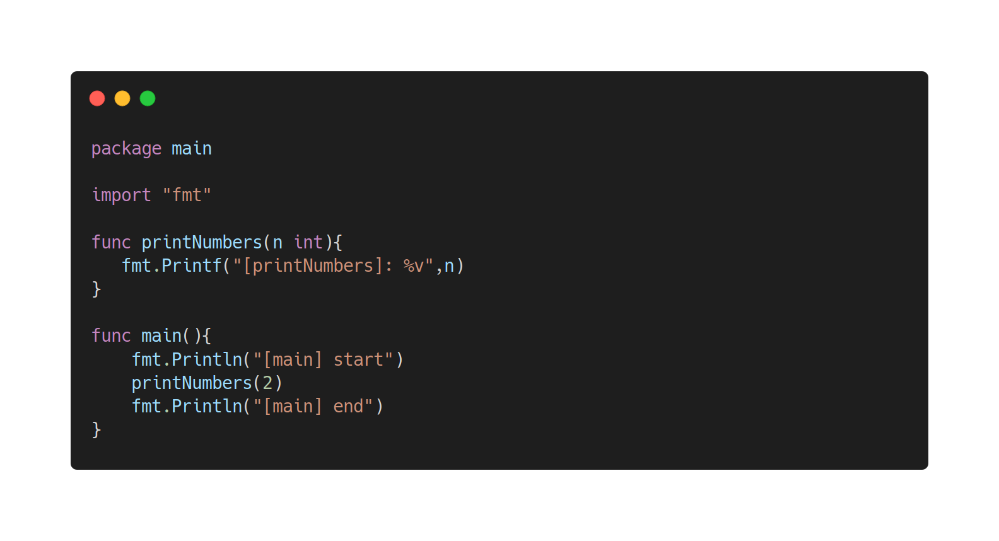 package main

import "fmt"

func printNumbers(n int){
   fmt.Printf("[printNumbers]: %v",n)
}

func main(){
    fmt.Println("[main] start")
    printNumbers(2)
    fmt.Println("[main] end")
}